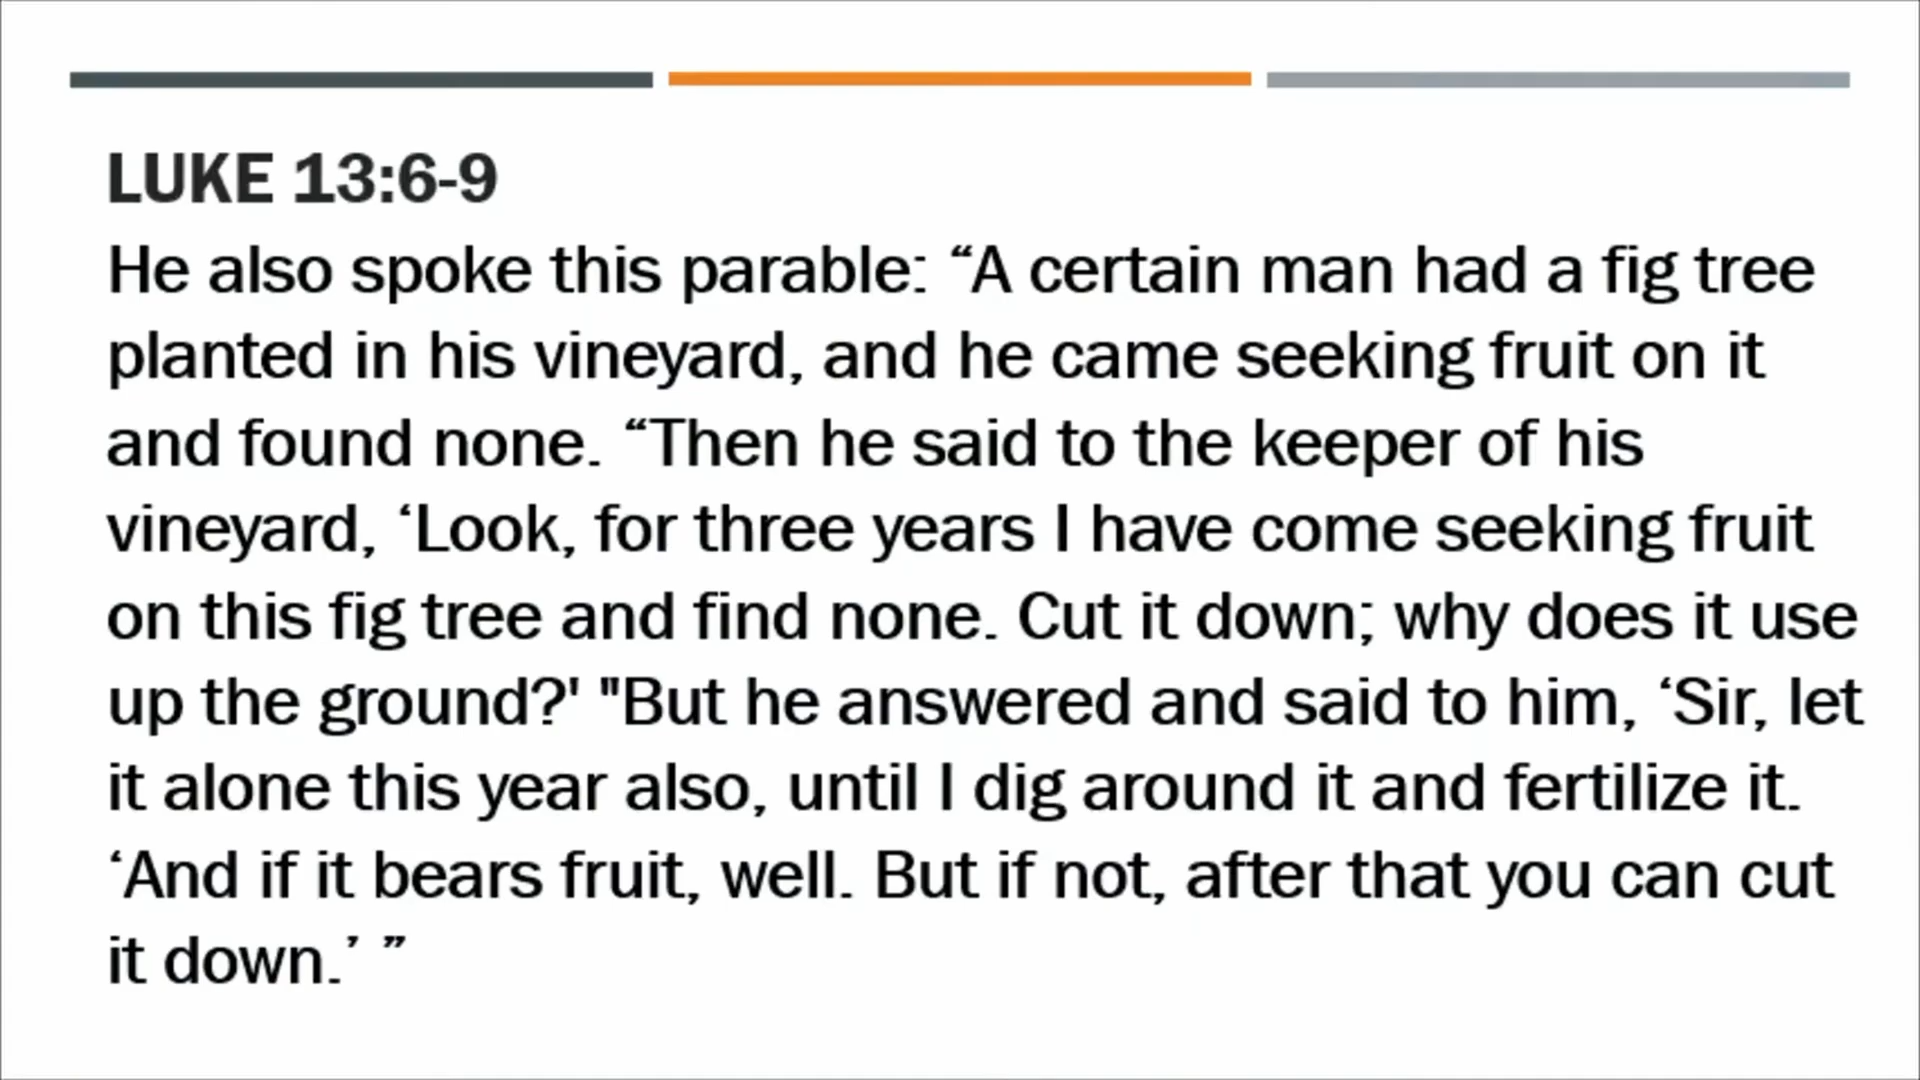 LUKE 13:6-9
He also spoke this parable: “A certain man had a fig tree
planted in his vineyard, and he came seeking fruit on it
and found none. “Then he said to the keeper of his
vineyard, ‘Look, for three years I have come seeking fruit
on this fig tree and find none. Cut it down; why does it use
up the ground?' "But he answered and said to him, ‘Sir, let
it alone this year also, until I dig around it and fertilize it.
‘And if it bears fruit, well. But if not, after that you can cut
it down.’ ”